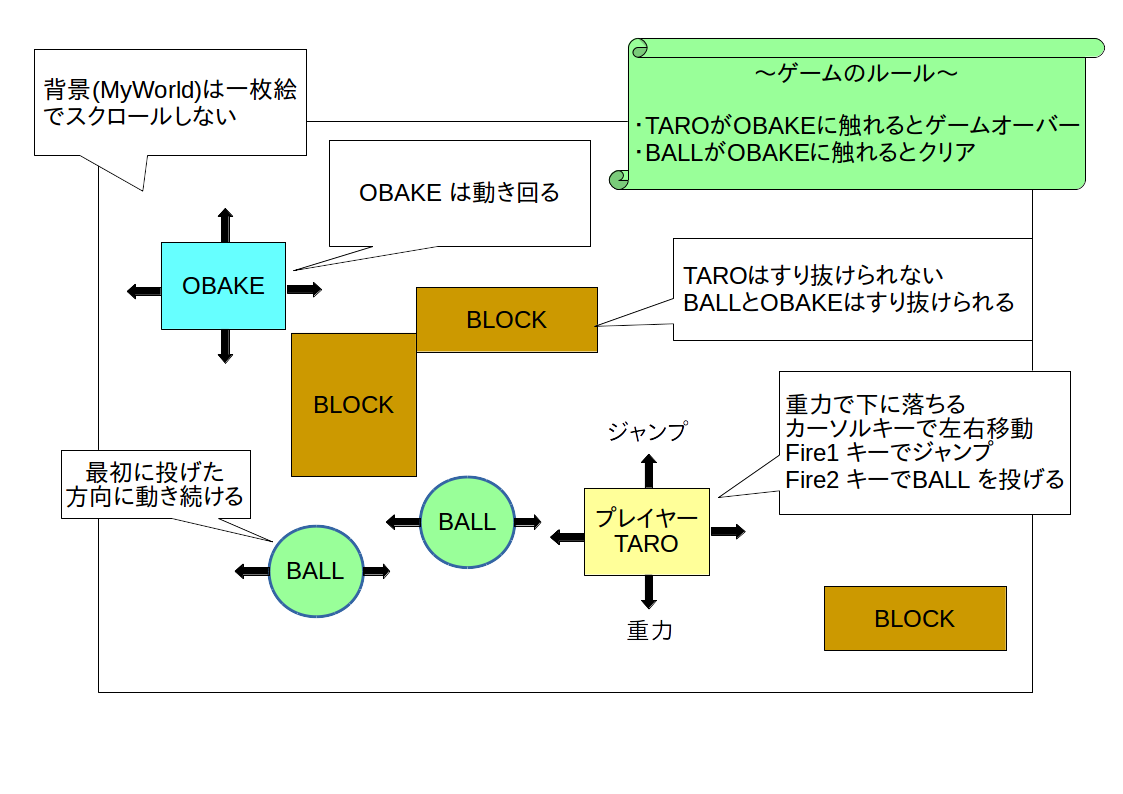 背景(MyWorld)は一枚絵
でスクロールしない
～ゲームのルール～
・TAROがOBAKEに触れるとゲームオーバー
・BALLがOBAKEに触れるとクリア
OBAKE は動き回る
OBAKE
TAROはすり抜けられない
BALLとOBAKEはすり抜けられる
BLOCK
BLOCK
重力で下に落ちる
カーソルキーで左右移動
Fire1 キーでジャンプ
Fire2 キーでBALL を投げる
ジャンプ
最初に投げた
方向に動き続ける
BALL
プレイヤー
TARO
BALL
重力
BLOCK